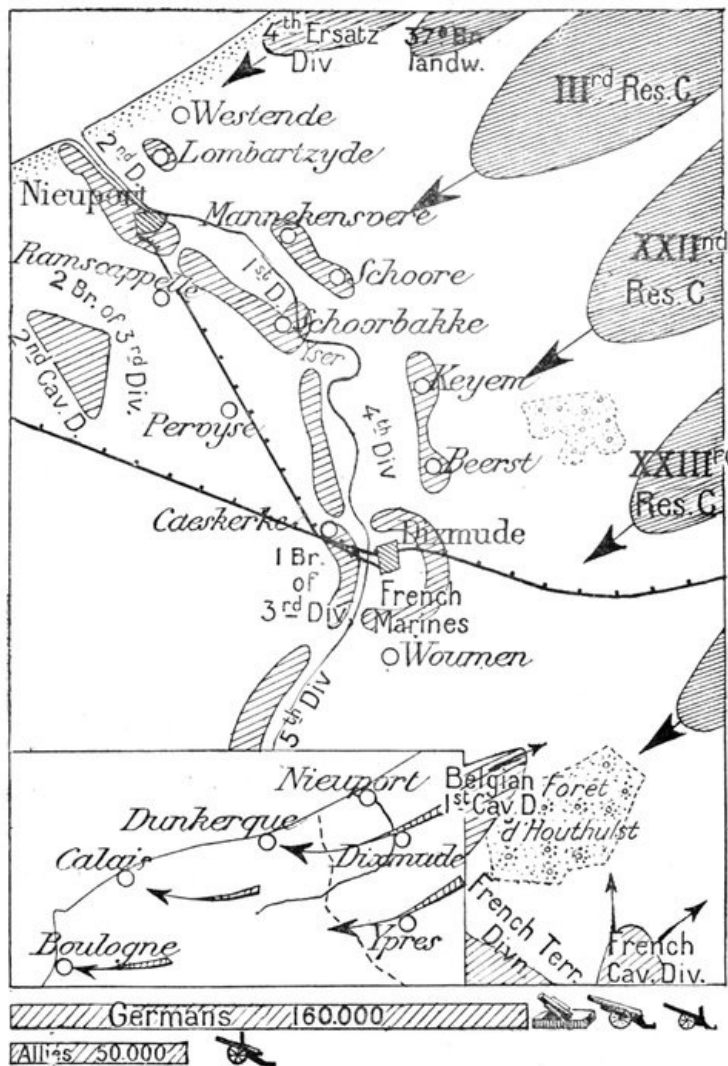 4th Ersatz
Div
37e Bn
landw.
IIIrd Res. C,
Westende
2nd D.
Lombartzyde
Nieuport
Mannekensvere
XXIInd
Res. C
Ramscappelle
1st D.
Schoore
2 Br. of 3rd Div.
2nd Cav. D
Schoorbakke
Iser
Keyem
Pervyse
4th Div
Beerst
XXIIIrd
Res. C
Caeskerke
Dixmude
1 Br.
of
3rd Div,
French
Marines
Woumen
5th Div
Nieuport
Dunkerque
Dixmude
Calais
Ypres
Boulogne
Belgian
1st Cav. D.
forêt
d'Houthulst
French Terr.
Divn
French
Cav. Div.
Germans 160.000
Allies 50.000